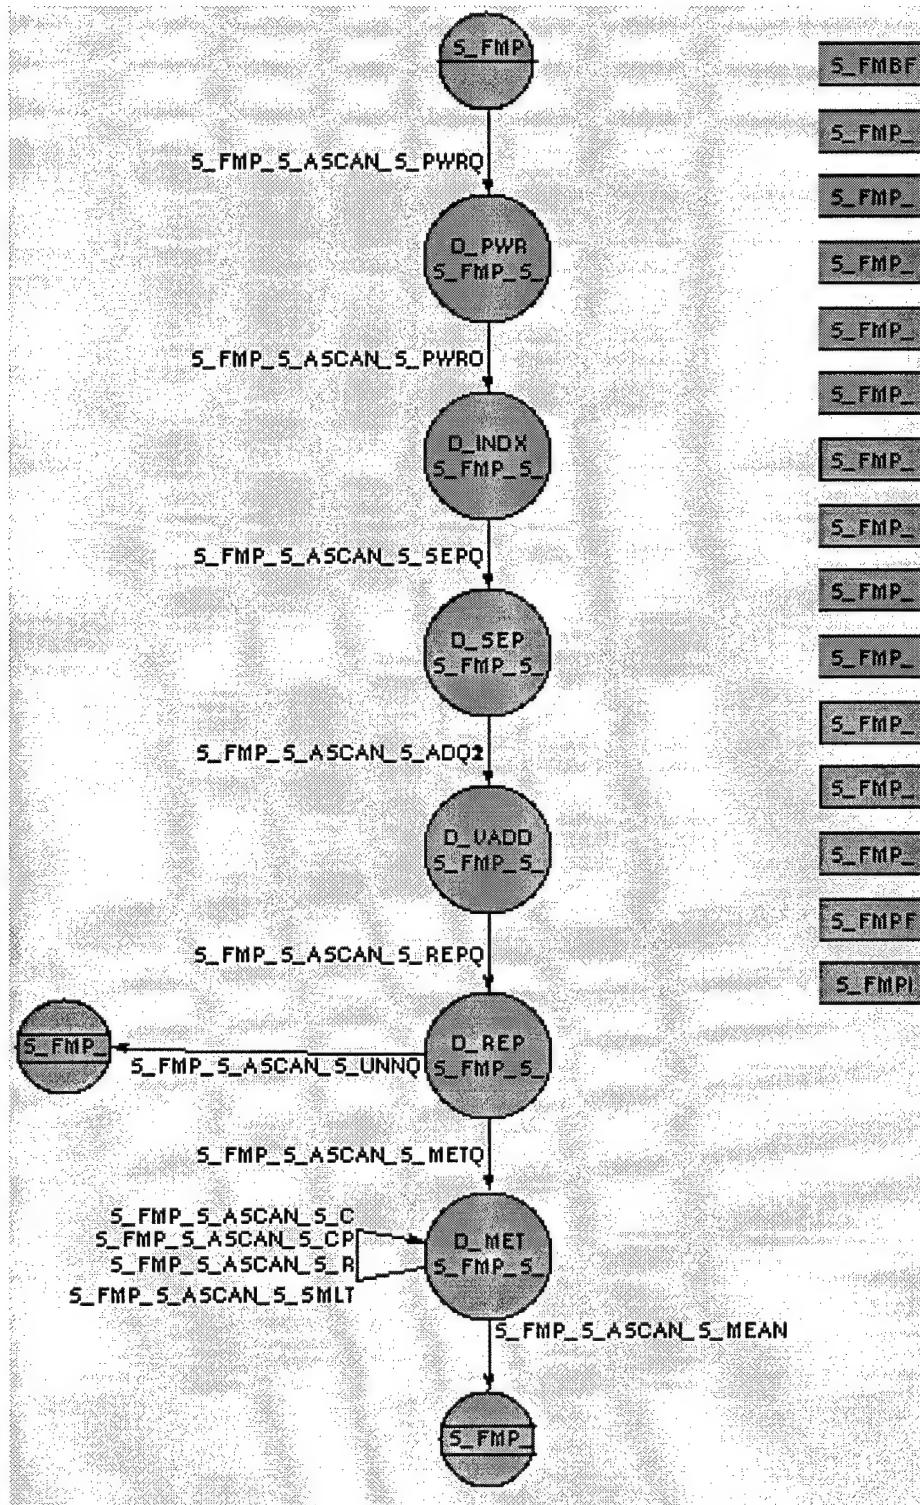 S_FMP
S_FMP_S_ASCAN_S_PWRQ
D_PWR
S_FMP_S_
S_FMP_S_ASCAN_S_PWRO
D_INDX
S_FMP_S_
S_FMP_S_ASCAN_S_SEPQ
D_SEP
S_FMP_S_
S_FMP_S_ASCAN_S_ADQ2
D_VADD
S_FMP_S_
S_FMP_S_ASCAN_S_REPQ
S_FMP_
D_REP
S_FMP_S_
S_FMP_S_ASCAN_S_UNNQ
S_FMP_S_ASCAN_S_METQ
S_FMP_S_ASCAN_S_C
S_FMP_S_ASCAN_S_CP
S_FMP_S_ASCAN_S_R
S_FMP_S_ASCAN_S_SMLT
D_MET
S_FMP_S_
S_FMP_S_ASCAN_S_MEAN
S_FMP_
S_FMBF
S_FMP_
S_FMP_
S_FMP_
S_FMP_
S_FMP_
S_FMP_
S_FMP_
S_FMP_
S_FMP_
S_FMP_
S_FMP_
S_FMP_
S_FMPF
S_FMPI